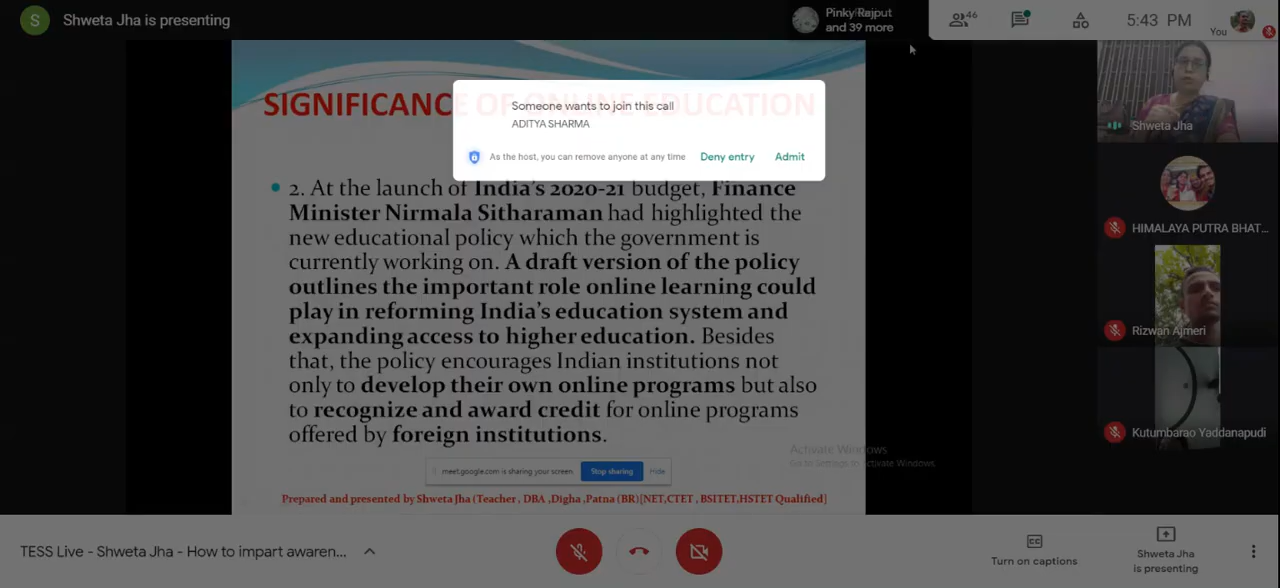 S
Shweta Jha is presenting
Pinky Rajput
and 39 more
46
5:43 PM
You
SIGNIFICANCE OF ONLINE EDUCATION
Someone wants to join this call
ADITYA SHARMA
As the host, you can remove anyone at any time
Deny entry
Admit
Shweta Jha
HIMALAYA PUTRA BHAT...
Rizwan Ajmeri
Kutumbarao Yaddanapudi
2. At the launch of India's 2020-21 budget, Finance
Minister Nirmala Sitharaman had highlighted the
new educational policy which the government is
currently working on. A draft version of the policy
outlines the important role online learning could
play in reforming India's education system and
expanding access to higher education. Besides
that, the policy encourages Indian institutions not
only to develop their own online programs but also
to recognize and award credit for online programs
offered by foreign institutions.
Activate Windows
Go to Settings to activate Windows.
meet.google.com is sharing your screen.
Stop sharing
Hide
Prepared and presented by Shweta Jha (Teacher , DBA ,Digha ,Patna (BR)[NET,CTET , BSITET,HSTET Qualified]
TESS Live - Shweta Jha - How to impart awaren...
CC
Turn on captions
Shweta Jha
is presenting